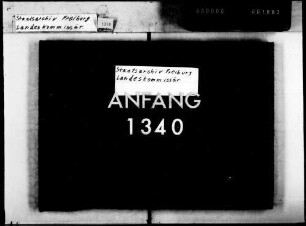 Staatsarchiv Freiburg
Landeskommissär
Staatsarchiv Freiburg
Landeskommissär
ANFANG
1340